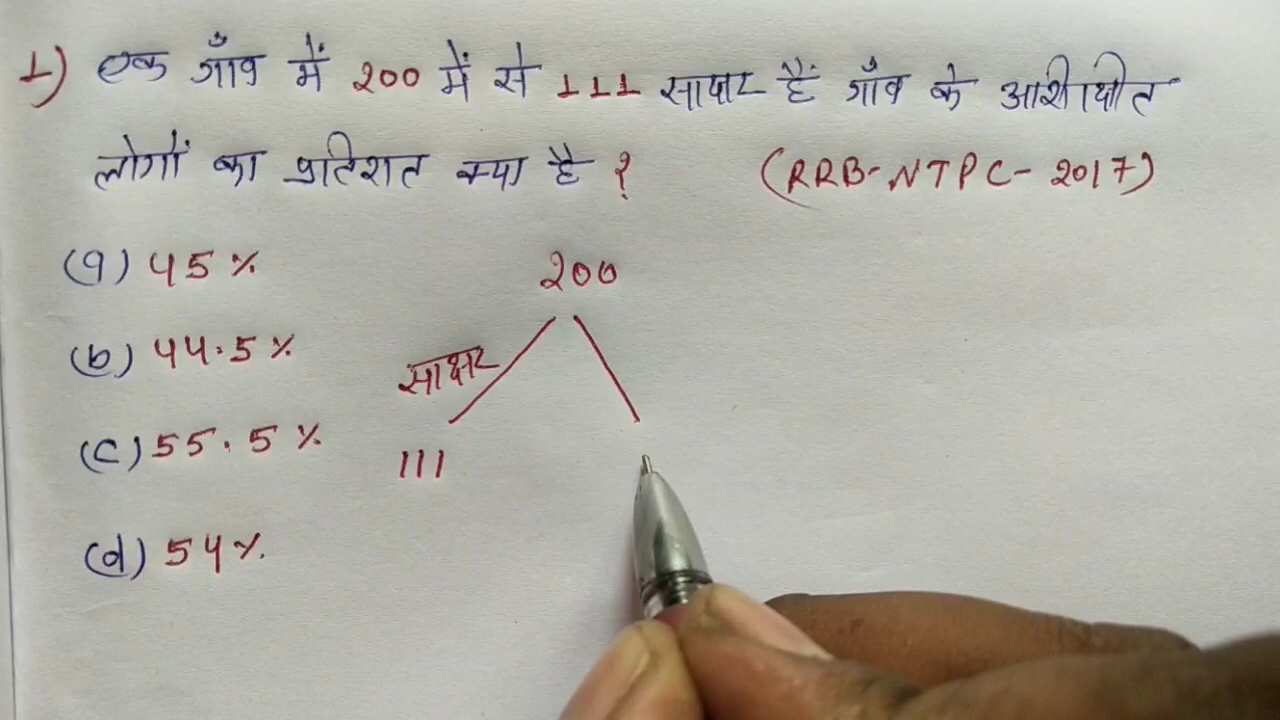 1) एक गाँव में 200 में से 111 साक्षर हैं गाँव के अशीक्षीत
लोगों का प्रतिशत क्या है ? (RRB-NTPC-2017)
(a) 45%
200
(b) 44.5%
साक्षर
(c) 55.5%
111
(d) 54%